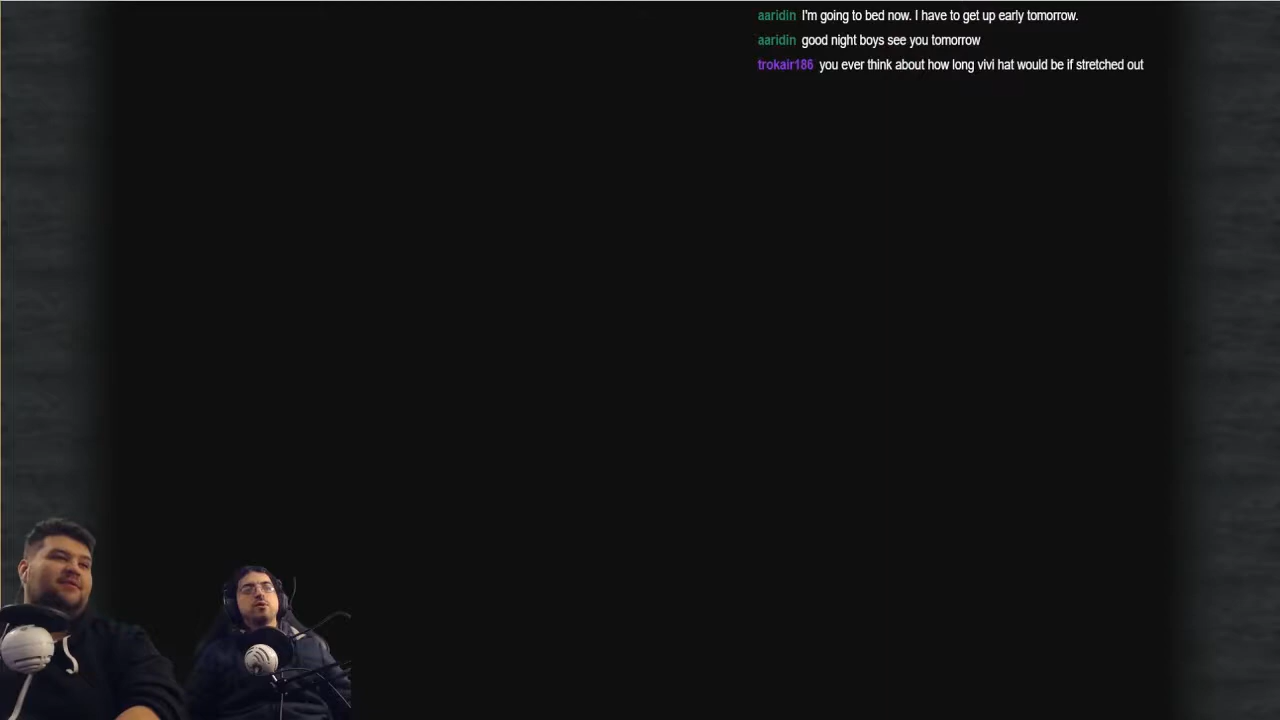 aaridin I'm going to bed now. I have to get up early tomorrow.
aaridin good night boys see you tomorrow
trokair186 you ever think about how long vivi hat would be if stretched out